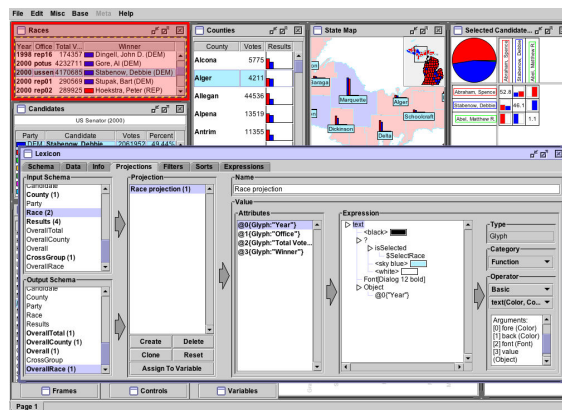 File Edit Misc Base Meta Help
Races
Year Office Total V... Winner
1998 rep16 174357 Dingell, John D (DEM)
2000 potus 4232711 Gore, Al (DEM)
2000 ussen 4170685 Stabenow, Debbie (DEM)
2000 rep01 290569 Stupak, Bart (DEM)
2000 rep02 289925 Hoekstra, Peter (REP)
Candidates
US Senator (2000)
Party Candidate Votes Percent
DEM Stabenow, Debbie 2061952 49.44%
Counties
County Votes Results
Alcona 5775
Alger 4211
Allegan 44536
Alpena 13519
Antrim 11355
State Map
Marquette
Alger
Schoolcraft
Dickinson
Delta
Selected Candidate...
Abraham, Spence
Stabenow, Debbie
Abel, Matthew R.
Abraham, Spence 52.8
Stabenow, Debbie 46.1
Abel, Matthew R. 1.1
Lexicon
Schema Data Info Projections Filters Sorts Expressions
Input Schema
Candidate
County (1)
Party
Race (2)
Results (4)
OverallTotal
OverallCounty
Overall
CrossGroup (1)
OverallRace
Output Schema
Candidate
County
Party
Race
Results
OverallTotal (1)
OverallCounty (1)
Overall (1)
CrossGroup
OverallRace (1)
Projection
Race projection (1)
Create Delete
Clone Reset
Assign To Variable
Name
Race projection
Value
Attributes
@0{Glyph:"Year"}
@1{Glyph:"Office"}
@2{Glyph:"Total Vote...
@3{Glyph:"Winner"}
Expression
text
<black>
?
isSelected
$SelectRace
<sky blue>
<white>
Font[Dialog 12 bold]
Object
@0{"Year"}
Type
Glyph
Category
Function
Operator
Basic
text(Color, Co...
Arguments:
[0] fore (Color)
[1] back (Color)
[2] font (Font)
[3] value
(Object)
Frames Controls Variables
Page 1